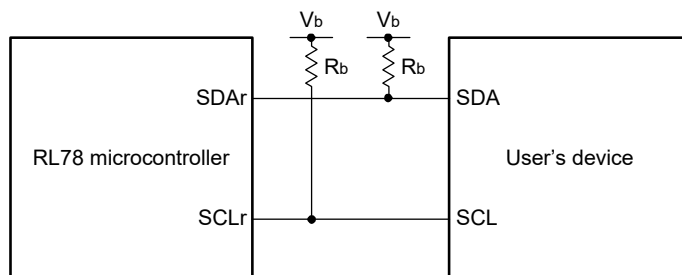 Vb Vb
Rb Rb
SDAr SDA
RL78 microcontroller User's device
SCLr SCL